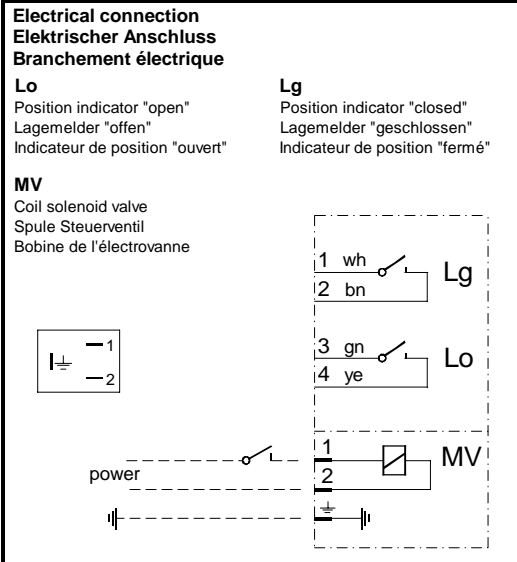 Electrical connection
Elektrischer Anschluss
Branchement électrique
Lo
Position indicator "open"
Lagemelder "offen"
Indicateur de position "ouvert"
Lg
Position indicator "closed"
Lagemelder "geschlossen"
Indicateur de position "fermé"
MV
Coil solenoid valve
Spule Steuerventil
Bobine de l'électrovanne
1 wh
2 bn
Lg
3 gn
4 ye
Lo
1
2
1
2
MV
power